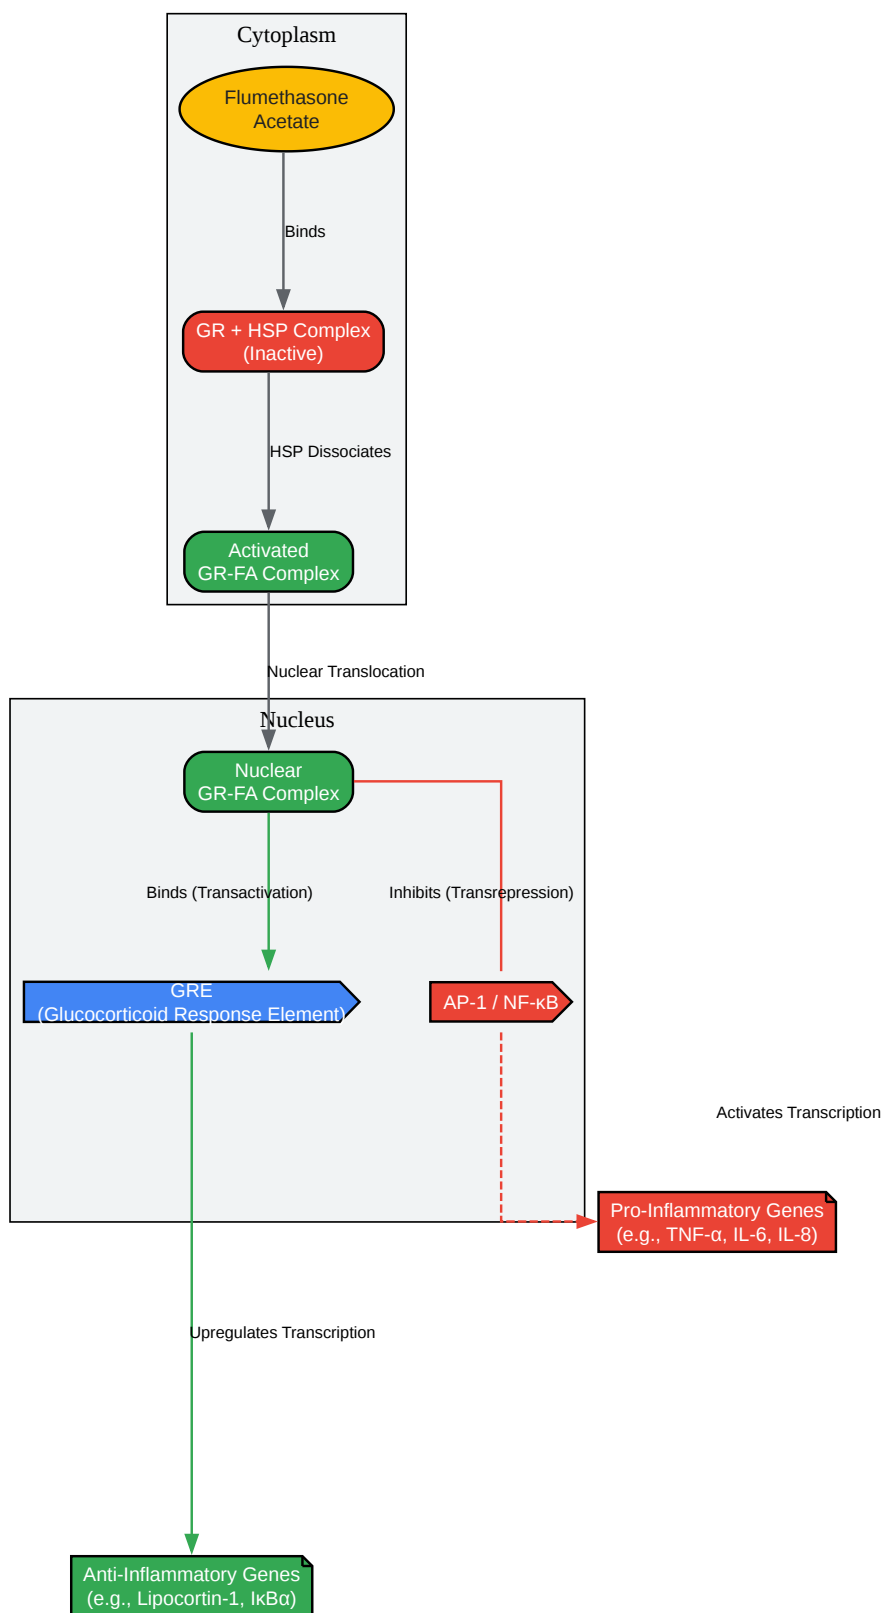 Cytoplasm
Flumethasone
Acetate
Binds
GR + HSP Complex
(Inactive)
HSP Dissociates
Activated
GR-FA Complex
Nuclear Translocation
Nucleus
Nuclear
GR-FA Complex
Binds (Transactivation)
Inhibits (Transrepression)
GRE
(Glucocorticoid Response Element)
AP-1 / NF-κB
Activates Transcription
Pro-Inflammatory Genes
(e.g., TNF-α, IL-6, IL-8)
Upregulates Transcription
Anti-Inflammatory Genes
(e.g., Lipocortin-1, IκBα)